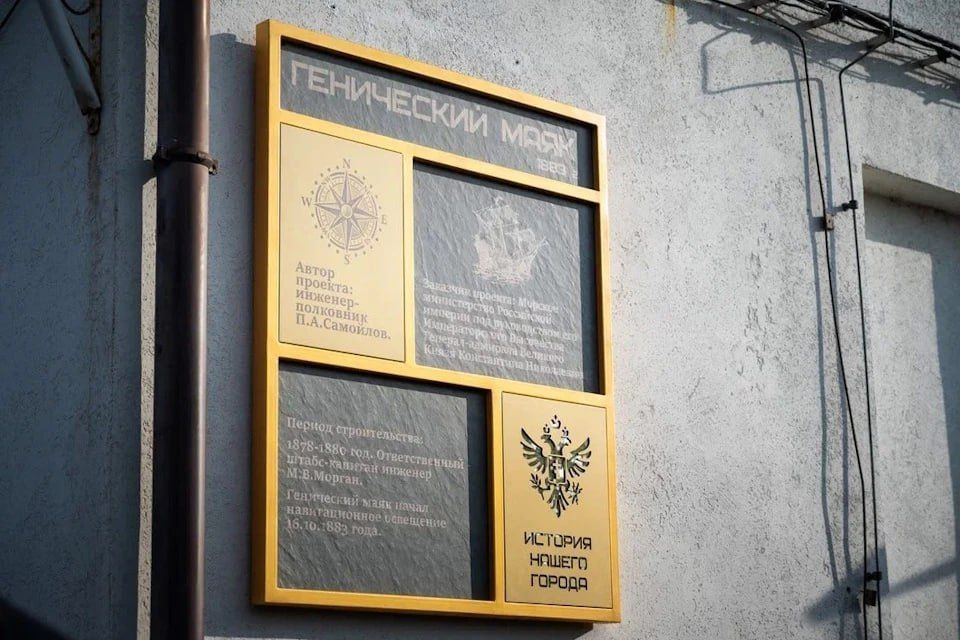 ГЕНИЧЕСКИЙ МАЯК
1883
N
W
E
S
Автор
проекта:
инженер-
полковник
П.А.Самойлов.
Заказчик проекта: Морское
министерство Российской
империи под руководством его
Императорского Высочества
Генерал-адмирала Великого
Князя Константина Николаевича
Период строительства:
1878-1880 год. Ответственный
штабс-капитан инженер
М.В.Морган.
Генический маяк начал
навигационное освещение
16.10.1883 года.
ИСТОРИЯ
НАШЕГО
ГОРОДА